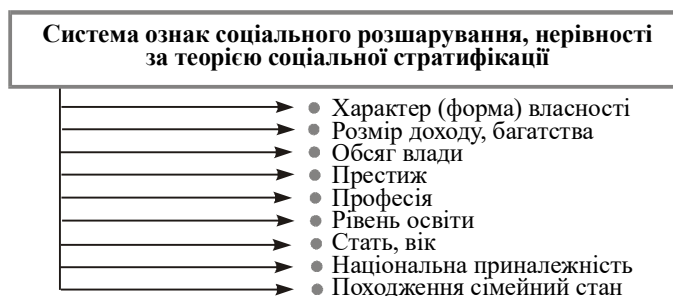 Система ознак соціального розшарування, нерівності
за теорією соціальної стратифікації
Характер (форма) власності
Розмір доходу, багатства
Обсяг влади
Престиж
Професія
Рівень освіти
Стать, вік
Національна приналежність
Походження сімейний стан